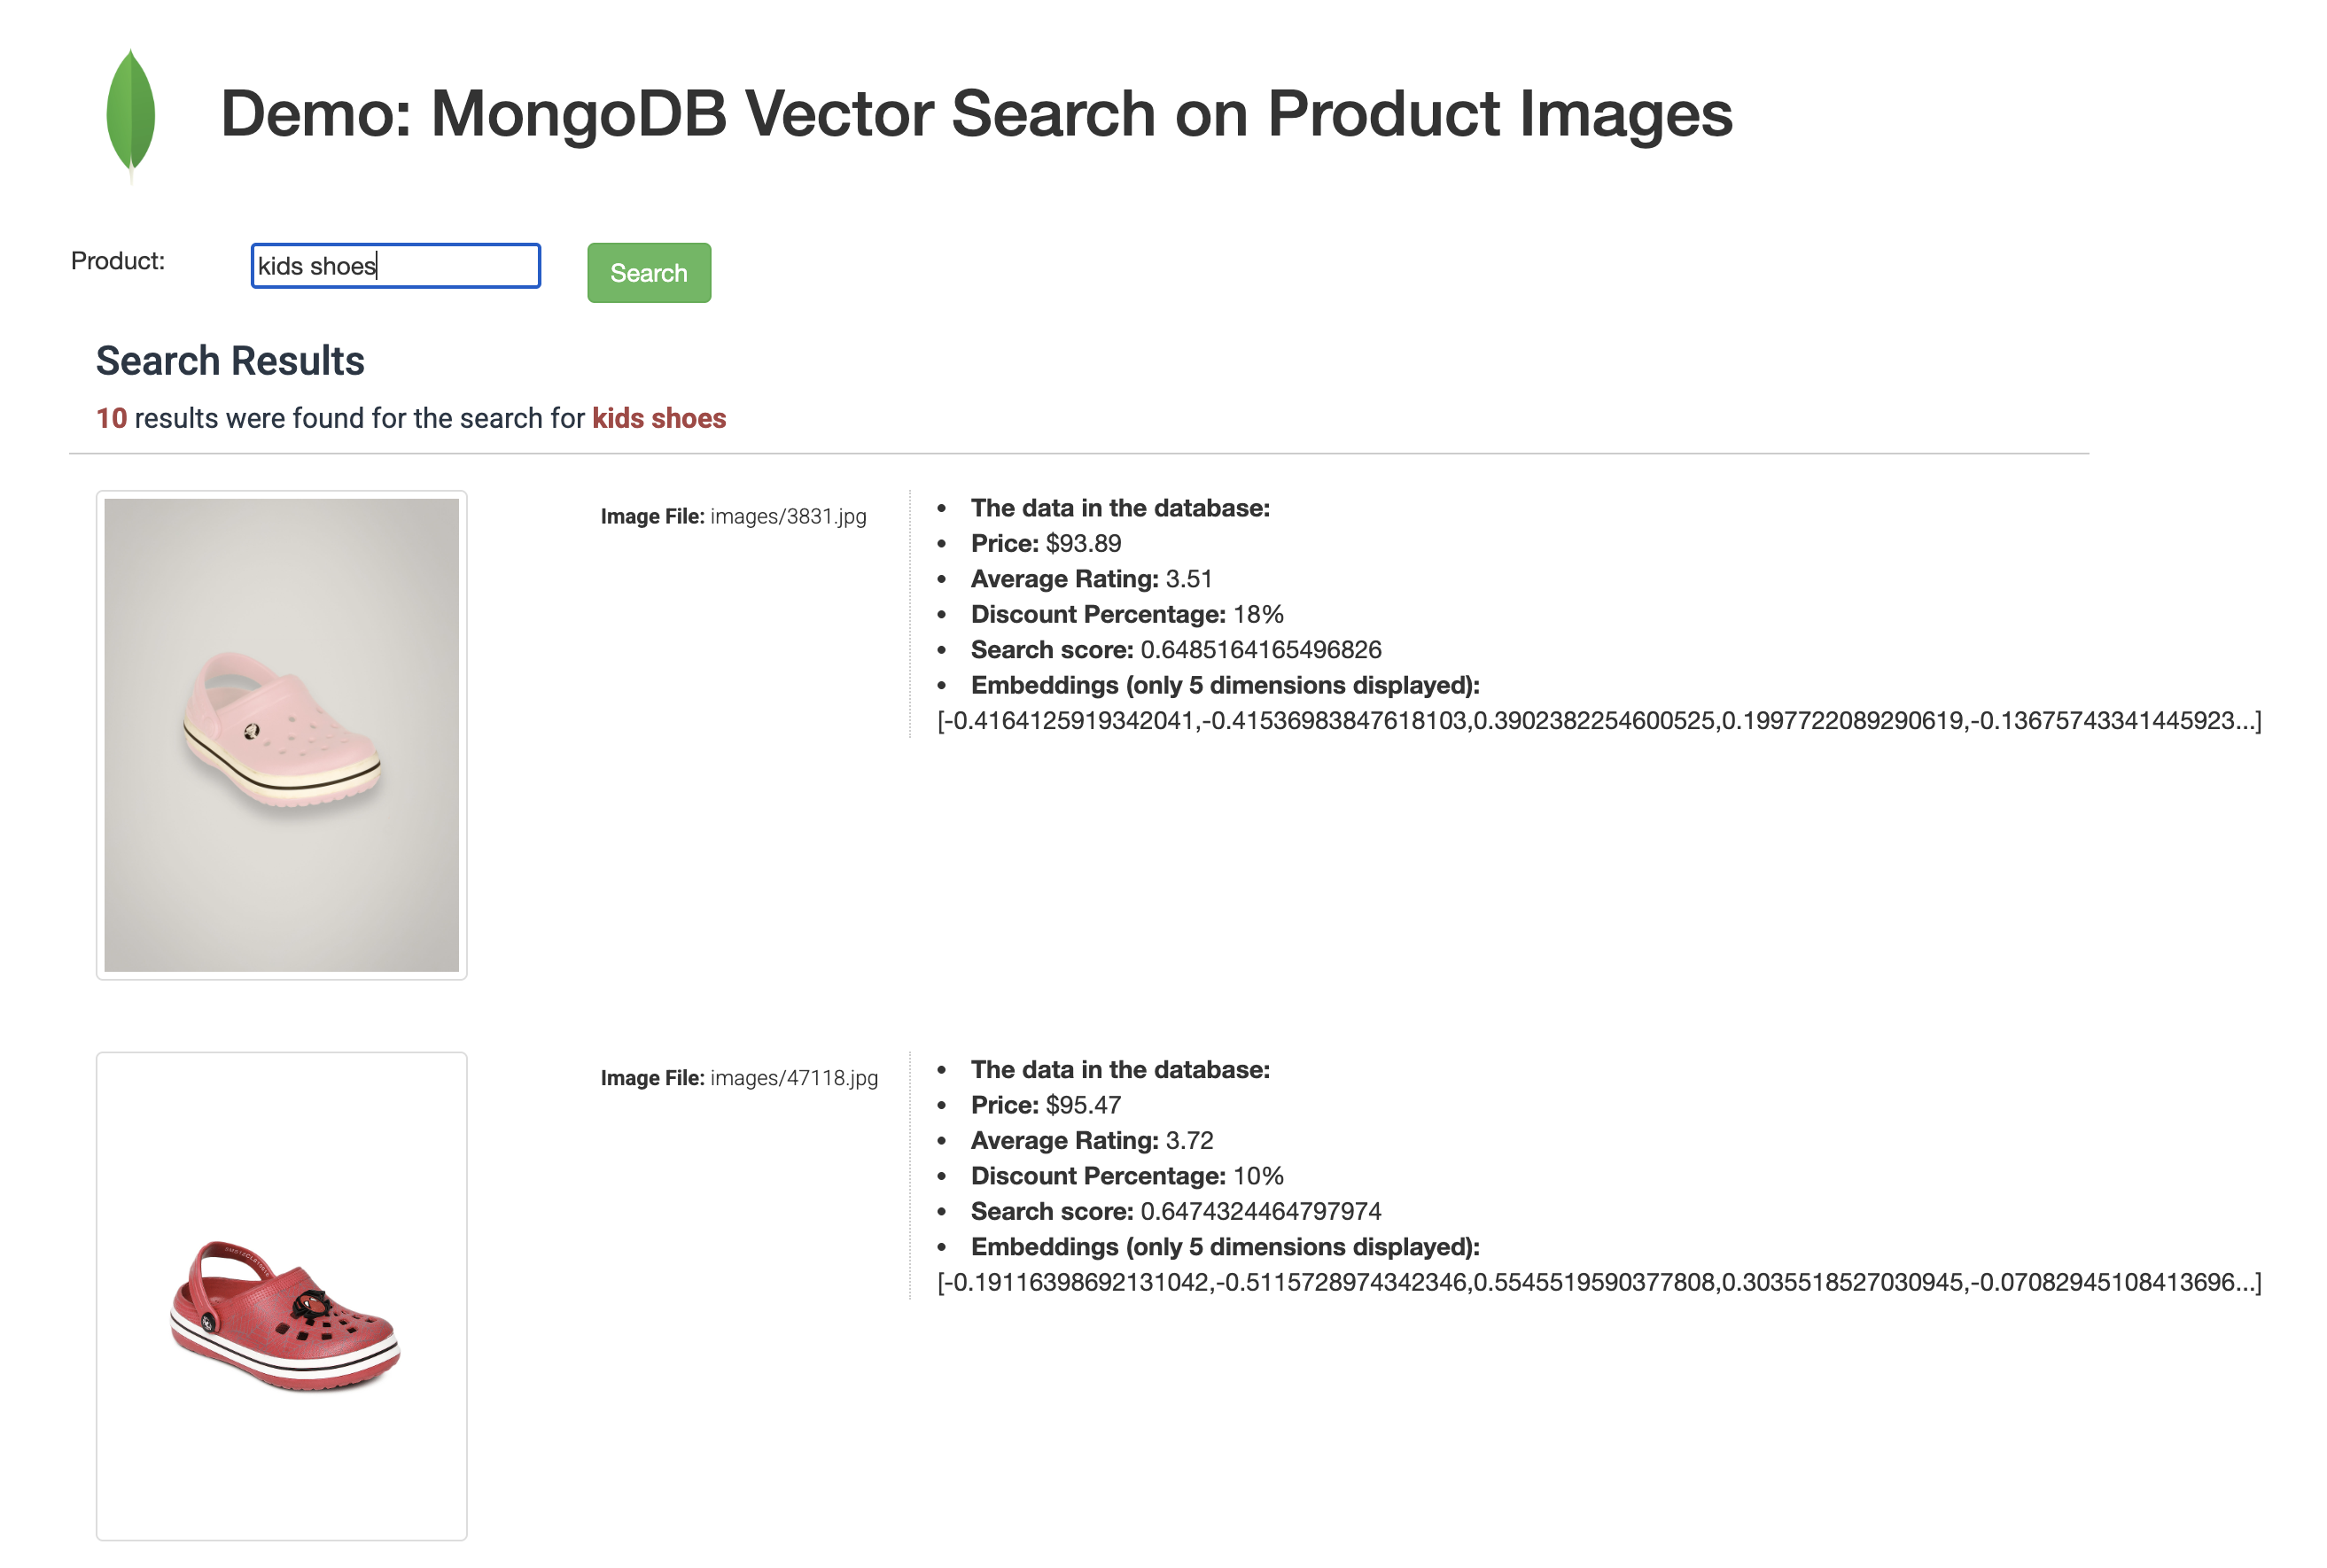 Demo: MongoDB Vector Search on Product Images
Product:
kids shoes
Search
Search Results
10 results were found for the search for kids shoes
Image File: images/3831.jpg
The data in the database:
Price: $93.89
Average Rating: 3.51
Discount Percentage: 18%
Search score: 0.6485164165496826
Embeddings (only 5 dimensions displayed):
[-0.4164125919342041,-0.41536983847618103,0.3902382254600525,0.1997722089290619,-0.13675743341445923...]
Image File: images/47118.jpg
The data in the database:
Price: $95.47
Average Rating: 3.72
Discount Percentage: 10%
Search score: 0.6474324464797974
Embeddings (only 5 dimensions displayed):
[-0.19116398692131042,-0.5115728974342346,0.5545519590377808,0.3035518527030945,-0.07082945108413696...]